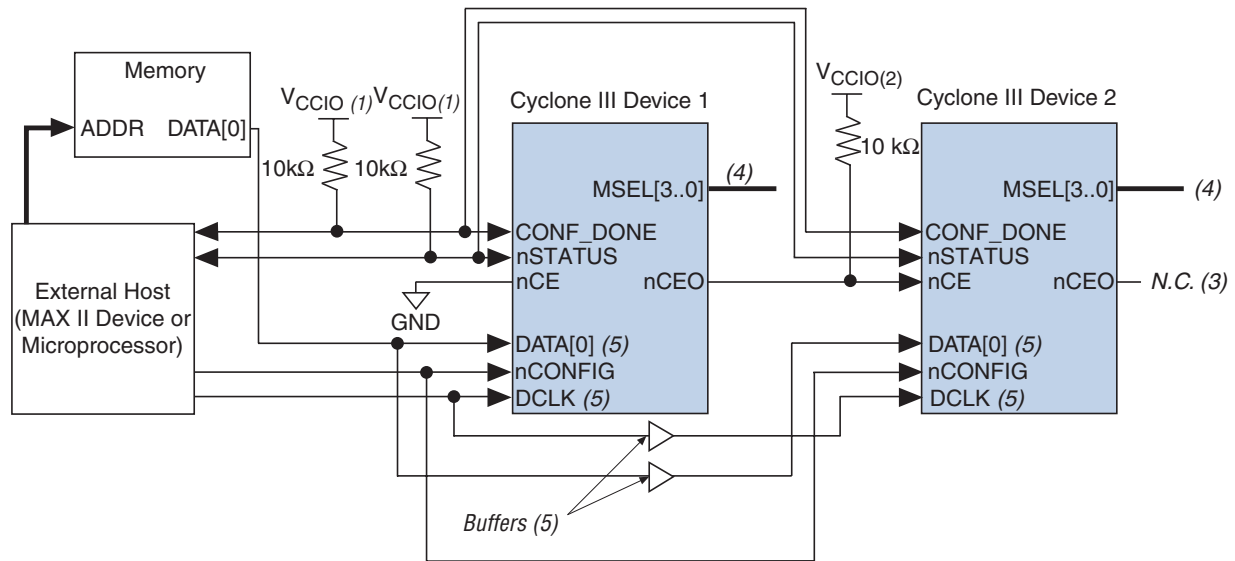 Memory
ADDR DATA[0]
VCCIO (1) VCCIO(1)
10kΩ 10kΩ
Cyclone III Device 1
MSEL[3..0] (4)
CONF_DONE
nSTATUS
nCE nCEO
GND
DATA[0] (5)
nCONFIG
DCLK (5)
VCCIO(2)
10 kΩ
Cyclone III Device 2
MSEL[3..0] (4)
CONF_DONE
nSTATUS
nCE nCEO N.C. (3)
DATA[0] (5)
nCONFIG
DCLK (5)
External Host
(MAX II Device or
Microprocessor)
Buffers (5)